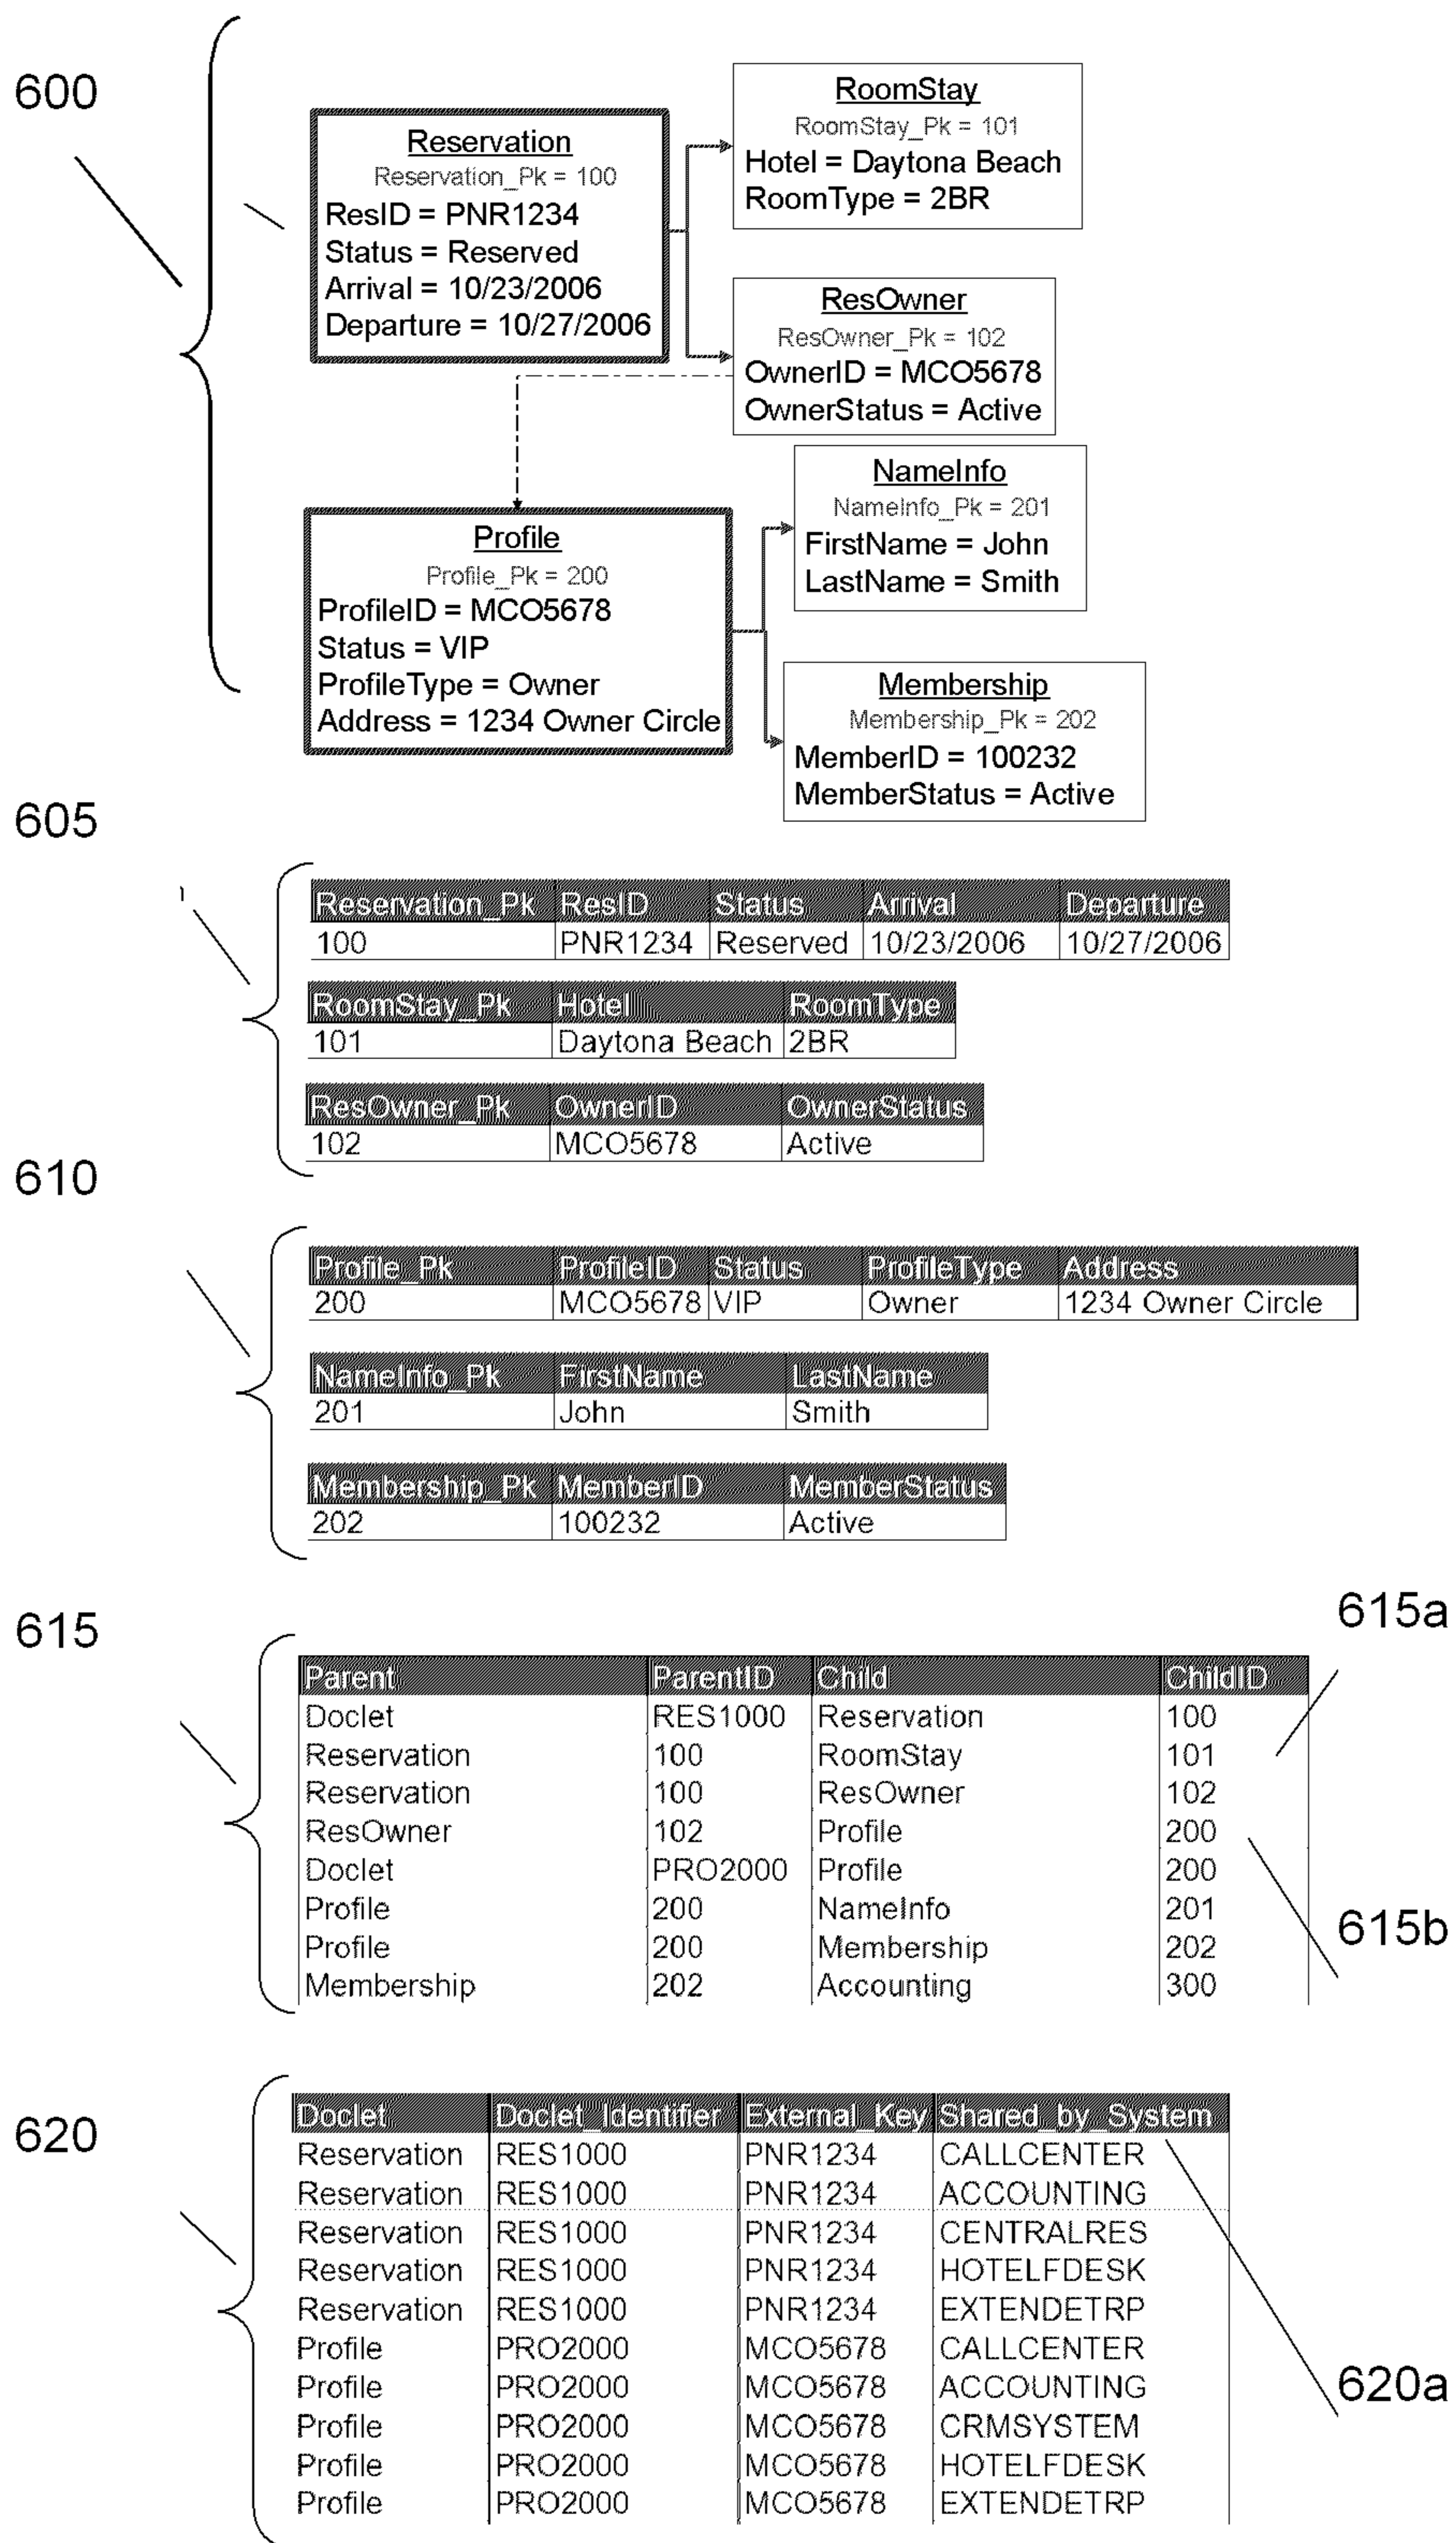 600
Reservation
Reservation_Pk = 100
ResID = PNR1234
Status = Reserved
Arrival = 10/23/2006
Departure = 10/27/2006
RoomStay
RoomStay_Pk = 101
Hotel = Daytona Beach
RoomType = 2BR
ResOwner
ResOwner_Pk = 102
OwnerID = MCO5678
OwnerStatus = Active
Profile
Profile_Pk = 200
ProfileID = MCO5678
Status = VIP
ProfileType = Owner
Address = 1234 Owner Circle
NameInfo
NameInfo_Pk = 201
FirstName = John
LastName = Smith
Membership
Membership_Pk = 202
MemberID = 100232
MemberStatus = Active
605
Reservation_Pk ResID Status Arrival Departure
100 PNR1234 Reserved 10/23/2006 10/27/2006
RoomStay_Pk Hotel RoomType
101 Daytona Beach 2BR
ResOwner_Pk OwnerID OwnerStatus
102 MCO5678 Active
610
Profile_Pk ProfileID Status ProfileType Address
200 MCO5678 VIP Owner 1234 Owner Circle
NameInfo_Pk FirstName LastName
201 John Smith
Membership_Pk MemberID MemberStatus
202 100232 Active
615
615a
Parent ParentID Child ChildID
Doclet RES1000 Reservation 100
Reservation 100 RoomStay 101
Reservation 100 ResOwner 102
ResOwner 102 Profile 200
Doclet PRO2000 Profile 200
Profile 200 NameInfo 201
615b
Profile 200 Membership 202
Membership 202 Accounting 300
620
Doclet Doclet_Identifier External_Key Shared_by_System
Reservation RES1000 PNR1234 CALLCENTER
Reservation RES1000 PNR1234 ACCOUNTING
Reservation RES1000 PNR1234 CENTRALRES
Reservation RES1000 PNR1234 HOTELFDESK
Reservation RES1000 PNR1234 EXTENDETRP
Profile PRO2000 MCO5678 CALLCENTER
Profile PRO2000 MCO5678 ACCOUNTING
620a
Profile PRO2000 MCO5678 CRMSYSTEM
Profile PRO2000 MCO5678 HOTELFDESK
Profile PRO2000 MCO5678 EXTENDETRP